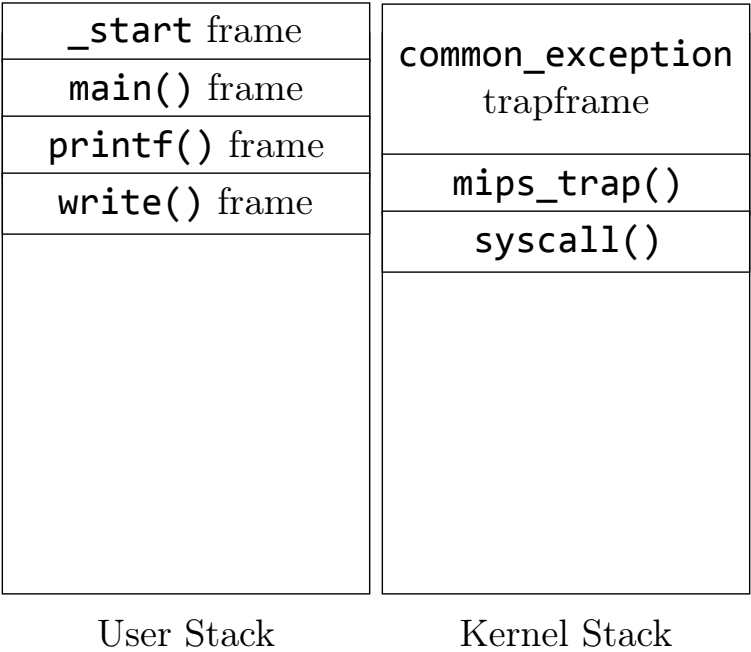 _start frame
main() frame
printf() frame
write() frame
User Stack
common_exception
trapframe
mips_trap()
syscall()
Kernel Stack